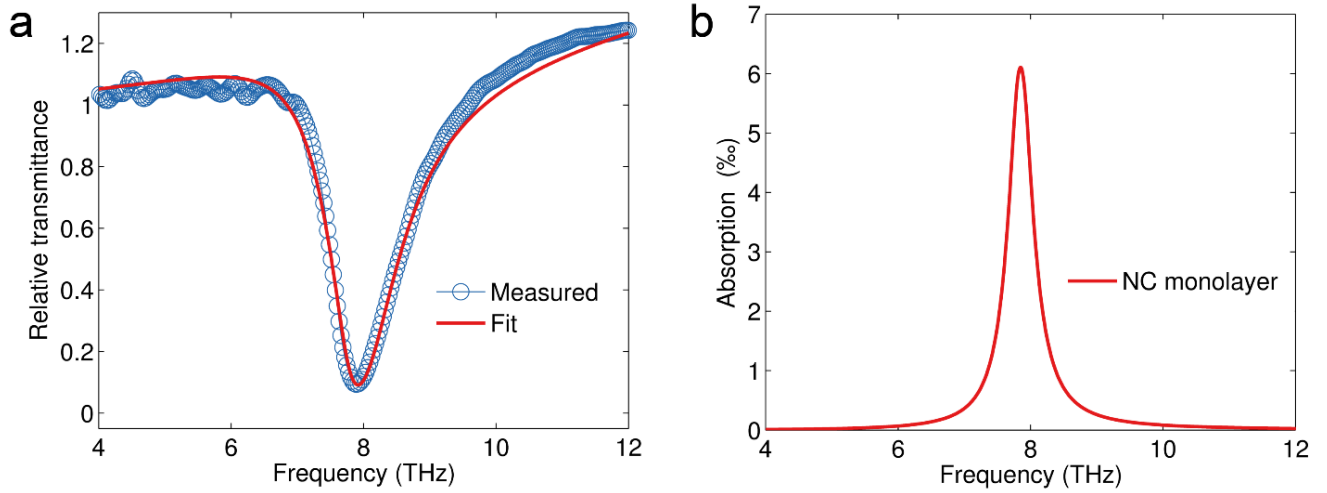 a
Relative transmittance
1.2
1
0.8
0.6
0.4
0.2
0
Measured
Fit
4
6
8
10
12
Frequency (THz)
b
Absorption (‰)
7
6
5
4
3
2
1
0
NC monolayer
4
6
8
10
12
Frequency (THz)